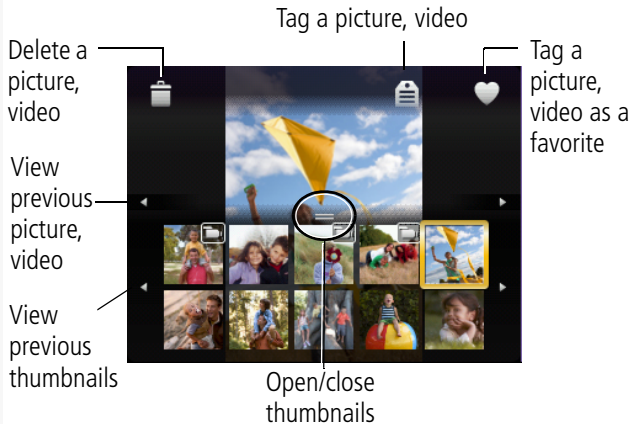 Tag a picture, video
Delete a
picture,
video
Tag a
picture,
video as a
favorite
View
previous
picture,
video
View
previous
thumbnails
Open/close
thumbnails